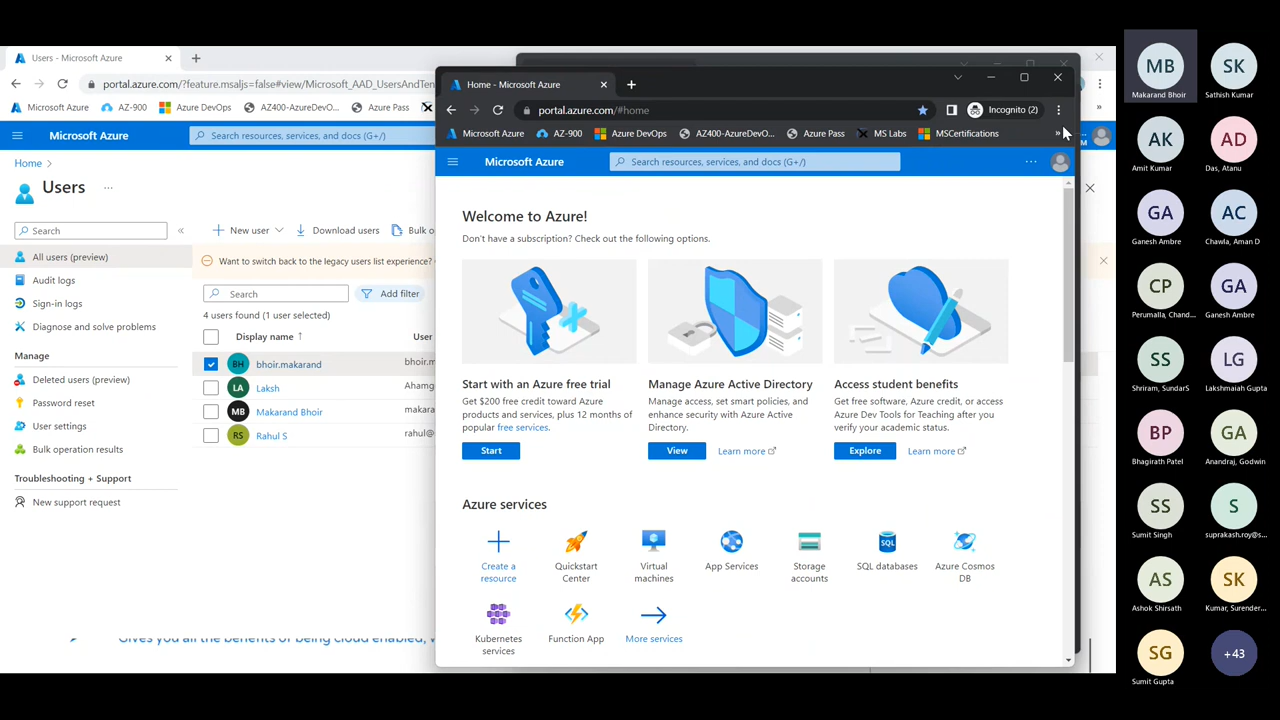 Users - Microsoft Azure
portal.azure.com/?feature.msaljs=false#view/Microsoft_AAD_UsersAndTen
Microsoft Azure
AZ-900
Azure DevOps
AZ400-AzureDevO...
Azure Pass
»
Microsoft Azure
Search resources, services, and docs (G+/)
Home >
Users
...
Search
«
New user
Download users
Bulk o
All users (preview)
Audit logs
Sign-in logs
Diagnose and solve problems
Manage
Deleted users (preview)
Password reset
User settings
Bulk operation results
Troubleshooting + Support
New support request
Want to switch back to the legacy users list experience?
Search
Add filter
4 users found (1 user selected)
Display name ↑
User
BH
bhoir.makarand
bhoir.m
LA
Laksh
Ahamg
MB
Makarand Bhoir
makara
RS
Rahul S
rahul@
Gives you all the benefits of being cloud enabled,
Home - Microsoft Azure
portal.azure.com/#home
Incognito (2)
Microsoft Azure
AZ-900
Azure DevOps
AZ400-AzureDevO...
Azure Pass
MS Labs
MSCertifications
»
Microsoft Azure
Search resources, services, and docs (G+/)
...
Welcome to Azure!
Don't have a subscription? Check out the following options.
Start with an Azure free trial
Get $200 free credit toward Azure
products and services, plus 12 months of
popular free services.
Start
Manage Azure Active Directory
Manage access, set smart policies, and
enhance security with Azure Active
Directory.
View
Learn more
Access student benefits
Get free software, Azure credit, or access
Azure Dev Tools for Teaching after you
verify your academic status.
Explore
Learn more
Azure services
Create a
resource
Quickstart
Center
Virtual
machines
App Services
Storage
accounts
SQL
SQL databases
Azure Cosmos
DB
Kubernetes
services
Function App
More services
MB
Makarand Bhoir
SK
Sathish Kumar
AK
Amit Kumar
AD
Das, Atanu
GA
Ganesh Ambre
AC
Chawla, Aman D
CP
Perumalla, Chand...
GA
Ganesh Ambre
SS
Shriram, SundarS
LG
Lakshmaiah Gupta
BP
Bhagirath Patel
GA
Anandraj, Godwin
SS
Sumit Singh
S
suprakash.roy@s...
AS
Ashok Shirsath
SK
Kumar, Surender...
SG
Sumit Gupta
+43